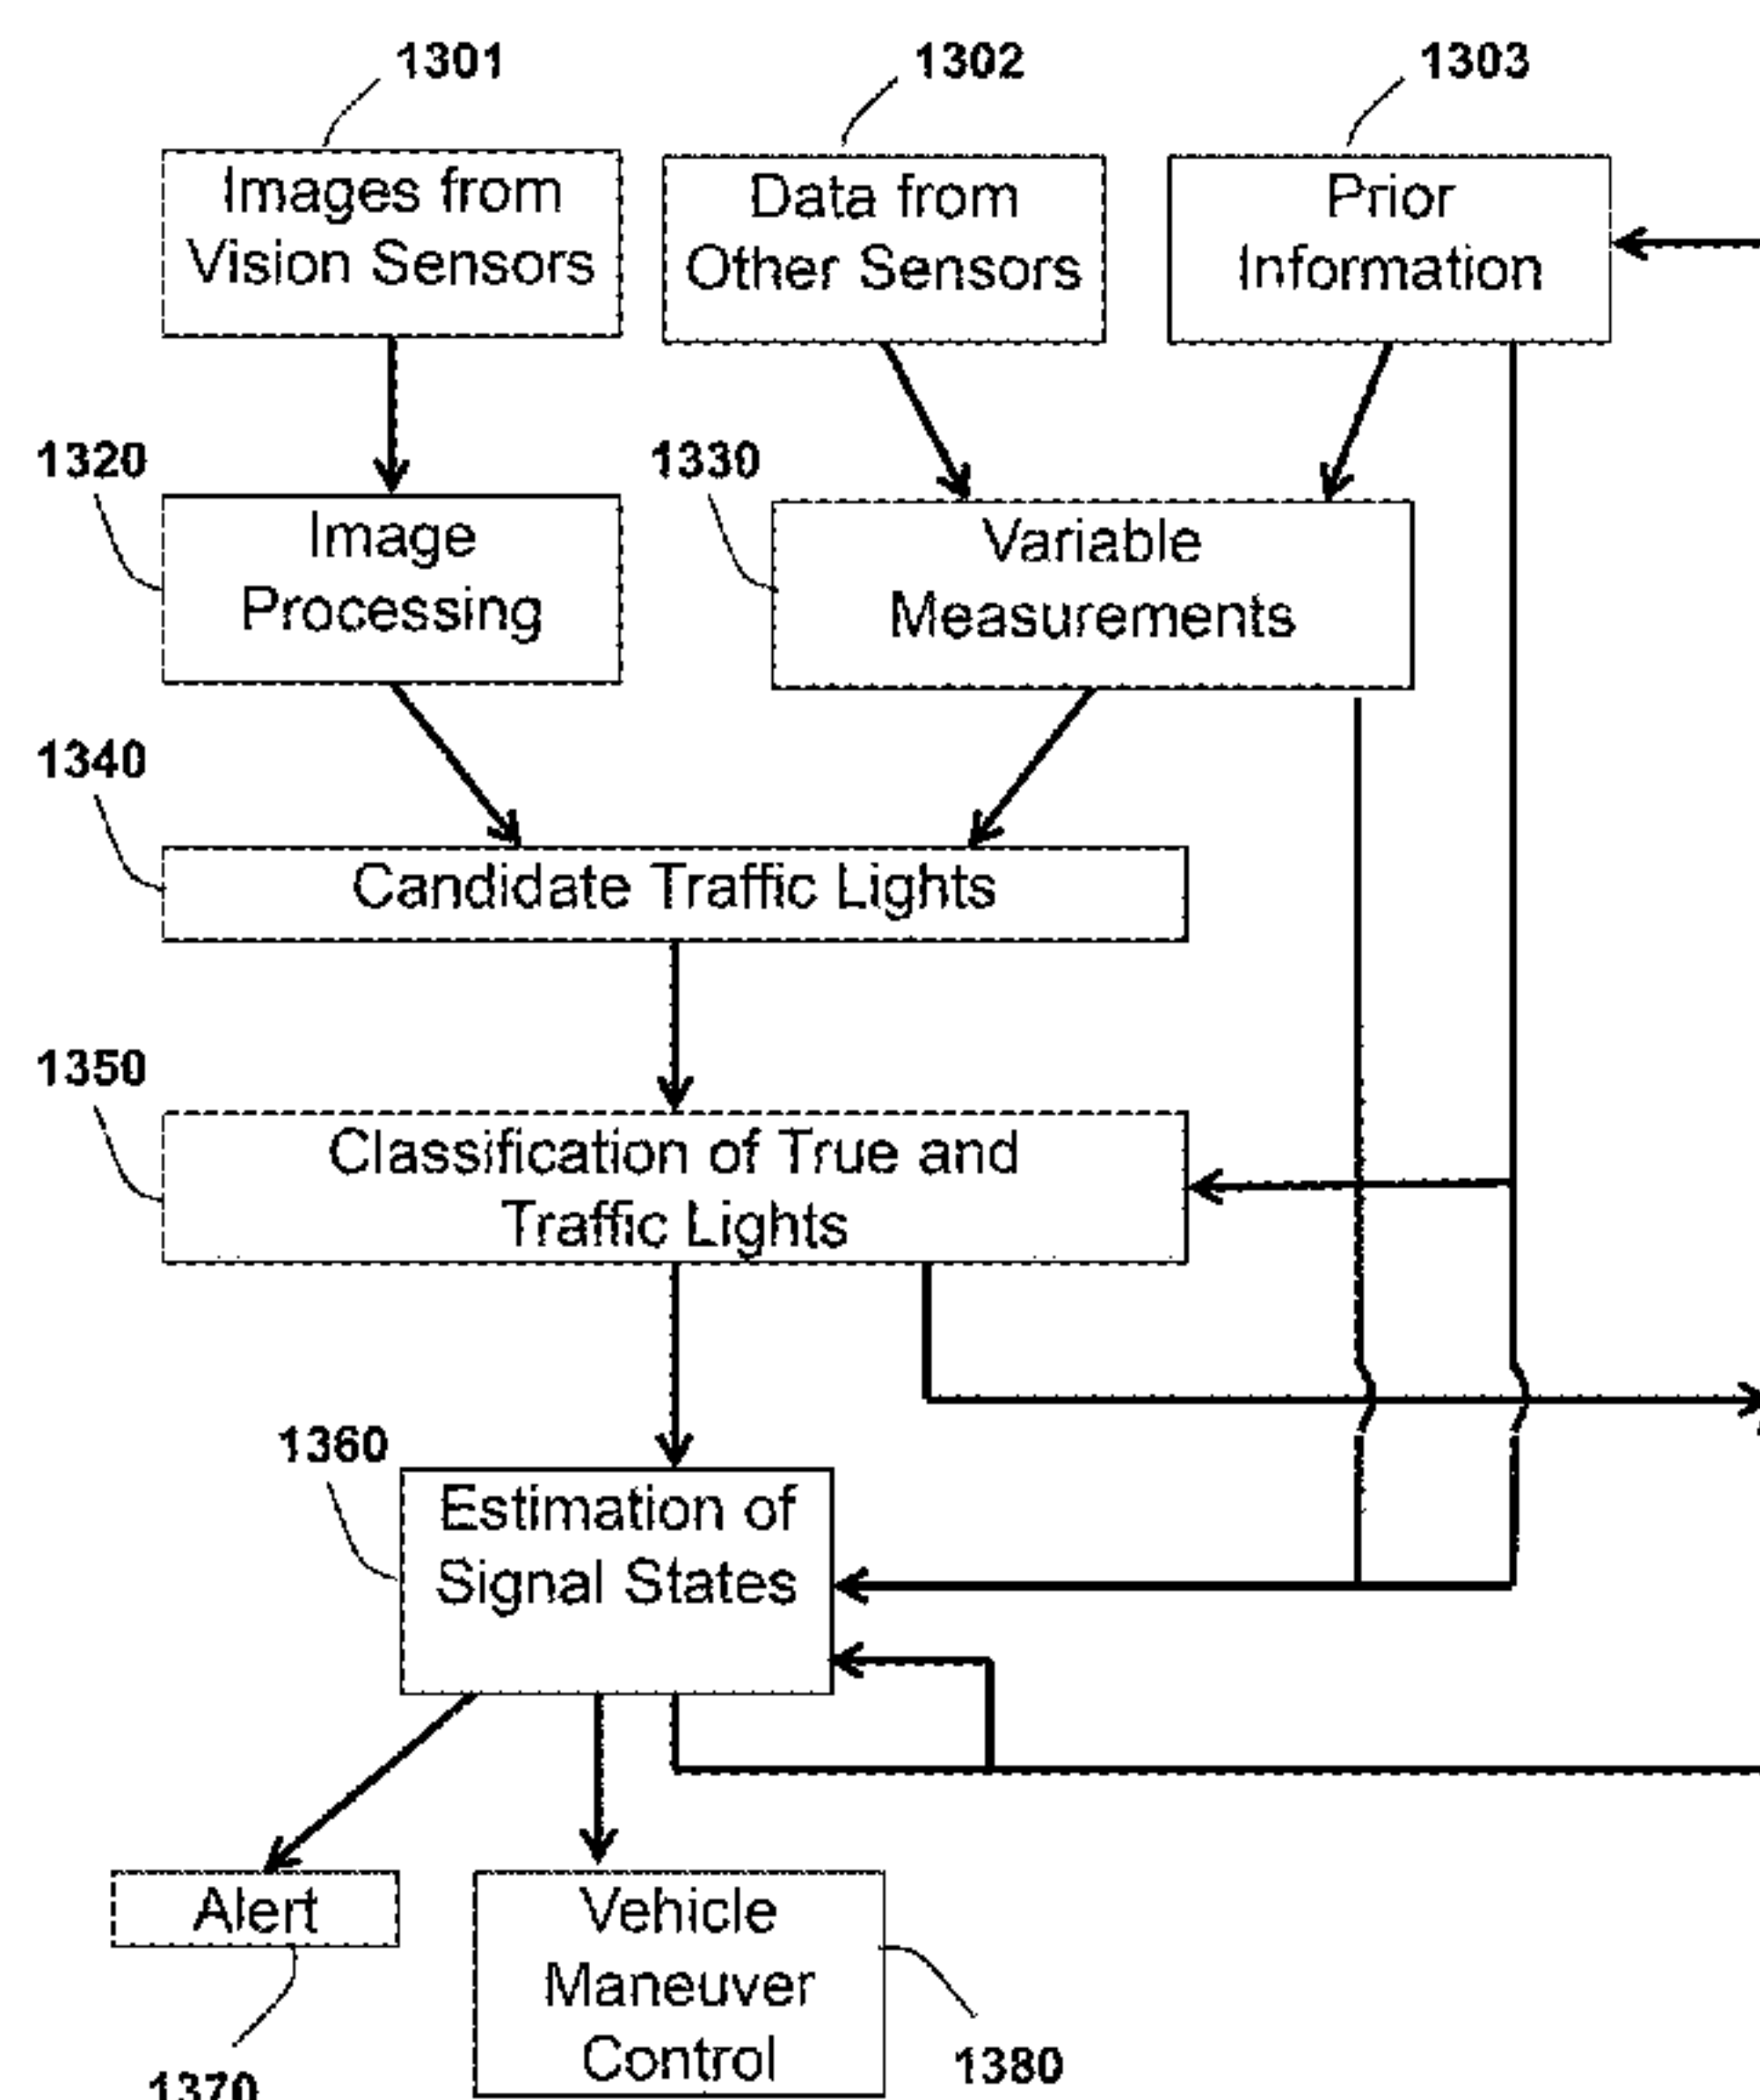 1301
1302
1303
Images from
Vision Sensors
Data from
Other Sensors
Prior
Information
1320
1330
Image
Processing
Variable
Measurements
1340
Candidate Traffic Lights
1350
Classification of True and
Traffic Lights
1360
Estimation of
Signal States
Alert
Vehicle
Maneuver
Control
1370
1380